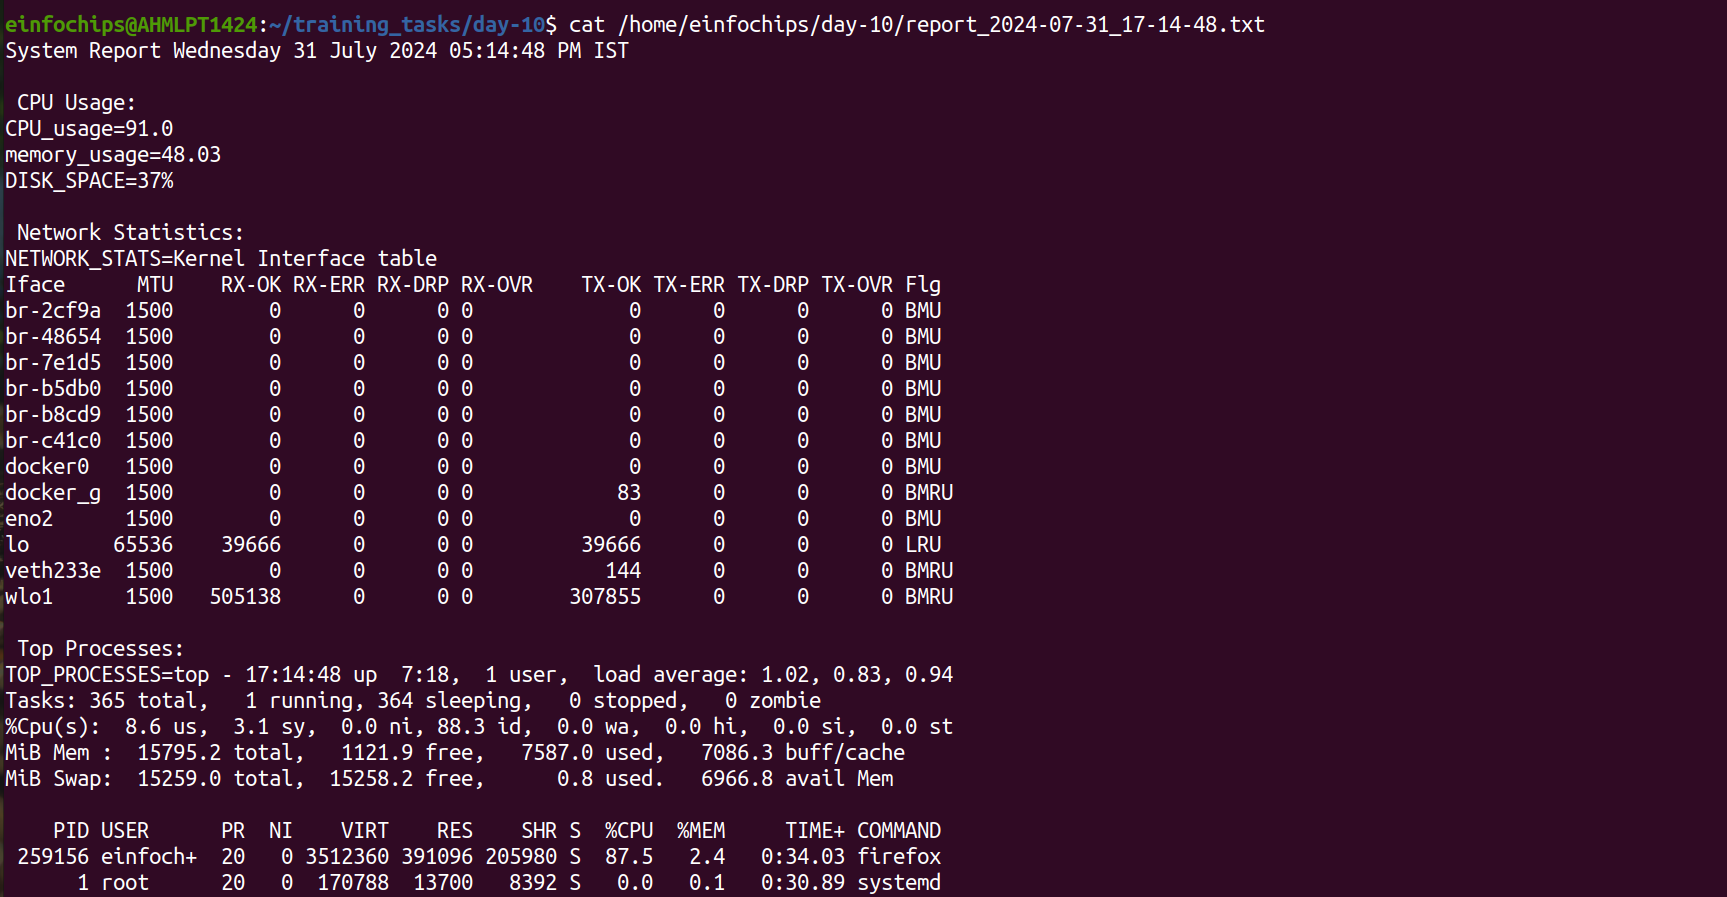 einfochips@AHMLPT1424:~/training_tasks/day-10$ cat /home/einfochips/day-10/report_2024-07-31_17-14-48.txt
System Report Wednesday 31 July 2024 05:14:48 PM IST
 CPU Usage:
CPU_usage=91.0
memory_usage=48.03
DISK_SPACE=37%
 Network Statistics:
NETWORK_STATS=Kernel Interface table
Iface      MTU    RX-OK RX-ERR RX-DRP RX-OVR    TX-OK TX-ERR TX-DRP TX-OVR Flg
br-2cf9a  1500        0      0      0 0             0      0      0      0 BMU
br-48654  1500        0      0      0 0             0      0      0      0 BMU
br-7e1d5  1500        0      0      0 0             0      0      0      0 BMU
br-b5db0  1500        0      0      0 0             0      0      0      0 BMU
br-b8cd9  1500        0      0      0 0             0      0      0      0 BMU
br-c41c0  1500        0      0      0 0             0      0      0      0 BMU
docker0   1500        0      0      0 0             0      0      0      0 BMU
docker_g  1500        0      0      0 0            83      0      0      0 BMRU
eno2      1500        0      0      0 0             0      0      0      0 BMU
lo       65536    39666      0      0 0         39666      0      0      0 LRU
veth233e  1500        0      0      0 0           144      0      0      0 BMRU
wlo1      1500   505138      0      0 0        307855      0      0      0 BMRU
 Top Processes:
TOP_PROCESSES=top - 17:14:48 up  7:18,  1 user,  load average: 1.02, 0.83, 0.94
Tasks: 365 total,   1 running, 364 sleeping,   0 stopped,   0 zombie
%Cpu(s):  8.6 us,  3.1 sy,  0.0 ni, 88.3 id,  0.0 wa,  0.0 hi,  0.0 si,  0.0 st
MiB Mem :  15795.2 total,   1121.9 free,   7587.0 used,   7086.3 buff/cache
MiB Swap:  15259.0 total,  15258.2 free,      0.8 used.   6966.8 avail Mem
    PID USER      PR  NI    VIRT    RES    SHR S  %CPU  %MEM     TIME+ COMMAND
 259156 einfoch+  20   0 3512360 391096 205980 S  87.5   2.4   0:34.03 firefox
      1 root      20   0  170788  13700   8392 S   0.0   0.1   0:30.89 systemd